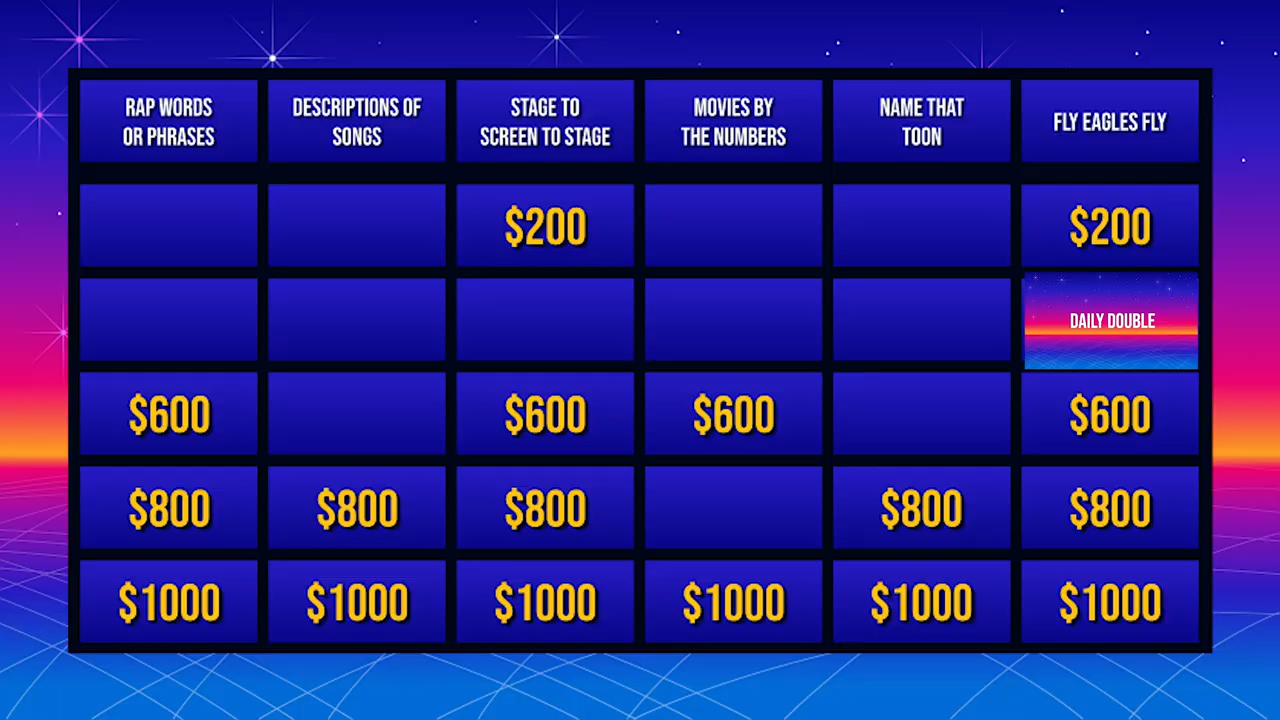 RAP WORDS
OR PHRASES
DESCRIPTIONS OF
SONGS
STAGE TO
SCREEN TO STAGE
MOVIES BY
THE NUMBERS
NAME THAT
TOON
FLY EAGLES FLY
$200 $200
DAILY DOUBLE
$600 $600 $600 $600
$800 $800 $800 $800 $800
$1000 $1000 $1000 $1000 $1000 $1000